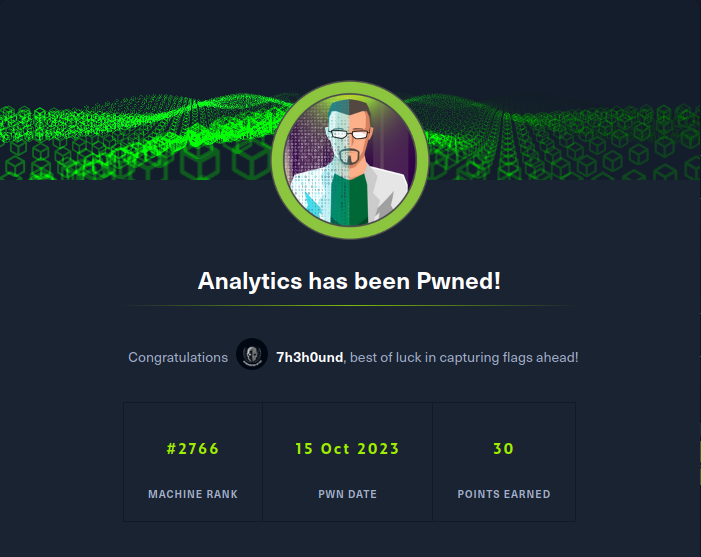 Analytics has been Pwned!
Congratulations 7h3h0und, best of luck in capturing flags ahead!
#2766 15 Oct 2023 30
MACHINE RANK PWN DATE POINTS EARNED